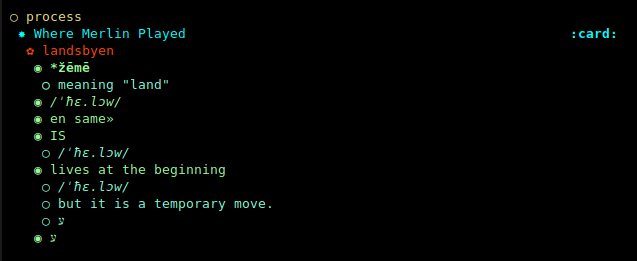 process
Where Merlin Played :card:
landsbyen
*žēmē
meaning "land"
/ˈħɛ.lɔw/
en same»
IS
/ˈħɛ.lɔw/
lives at the beginning
/ˈħɛ.lɔw/
but it is a temporary move.
ע
ע